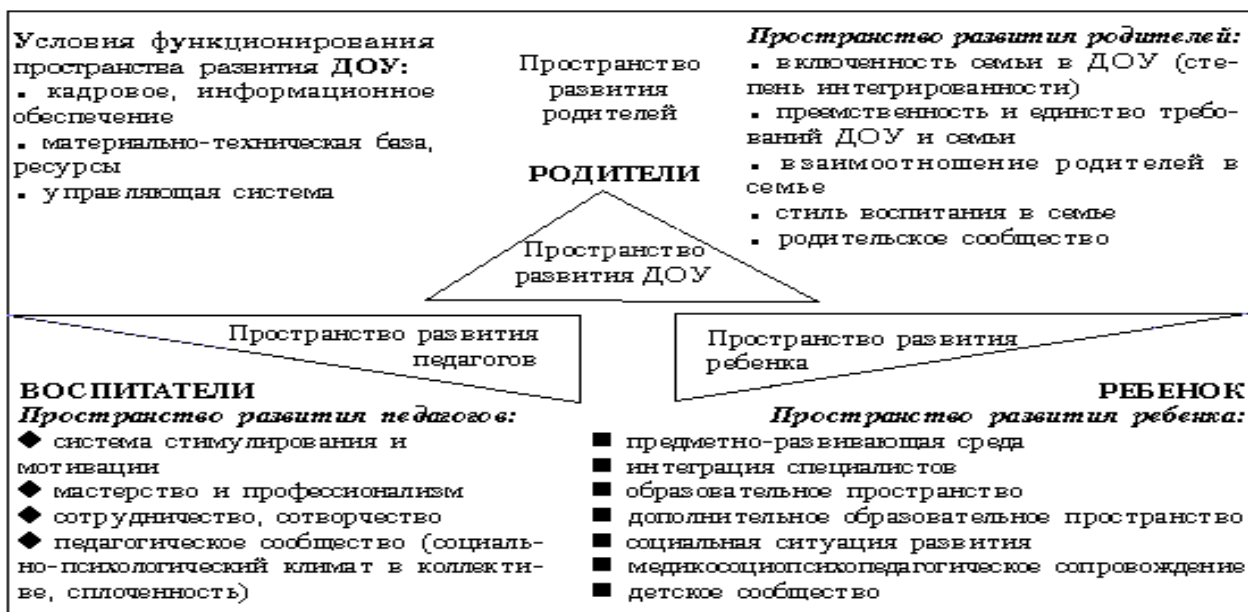 Условия функционирования
пространства развития ДОУ:
▪ кадровое, информационное
обеспечение
▪ материально-техническая база,
ресурсы
▪ управляющая система
Пространство
развития
родителей
РОДИТЕЛИ
Пространство развития родителей:
▪ включенность семьи в ДОУ (сте-
пень интегрированности)
▪ преемственность и единство требо-
ваний ДОУ и семьи
▪ взаимоотношение родителей в
семье
▪ стиль воспитания в семье
▪ родительское сообщество
Пространство
развития ДОУ
Пространство развития
педагогов
Пространство развития
ребенка
ВОСПИТАТЕЛИ
Пространство развития педагогов:
◆ система стимулирования и
мотивации
◆ мастерство и профессионализм
◆ сотрудничество, сотворчество
◆ педагогическое сообщество (социаль-
но-психологический климат в коллекти-
ве, сплоченность)
РЕБЕНОК
Пространство развития ребенка:
■ предметно-развивающая среда
■ интеграция специалистов
■ образовательное пространство
■ дополнительное образовательное пространство
■ социальная ситуация развития
■ медикосоциопсихопедагогическое сопровождение
■ детское сообщество